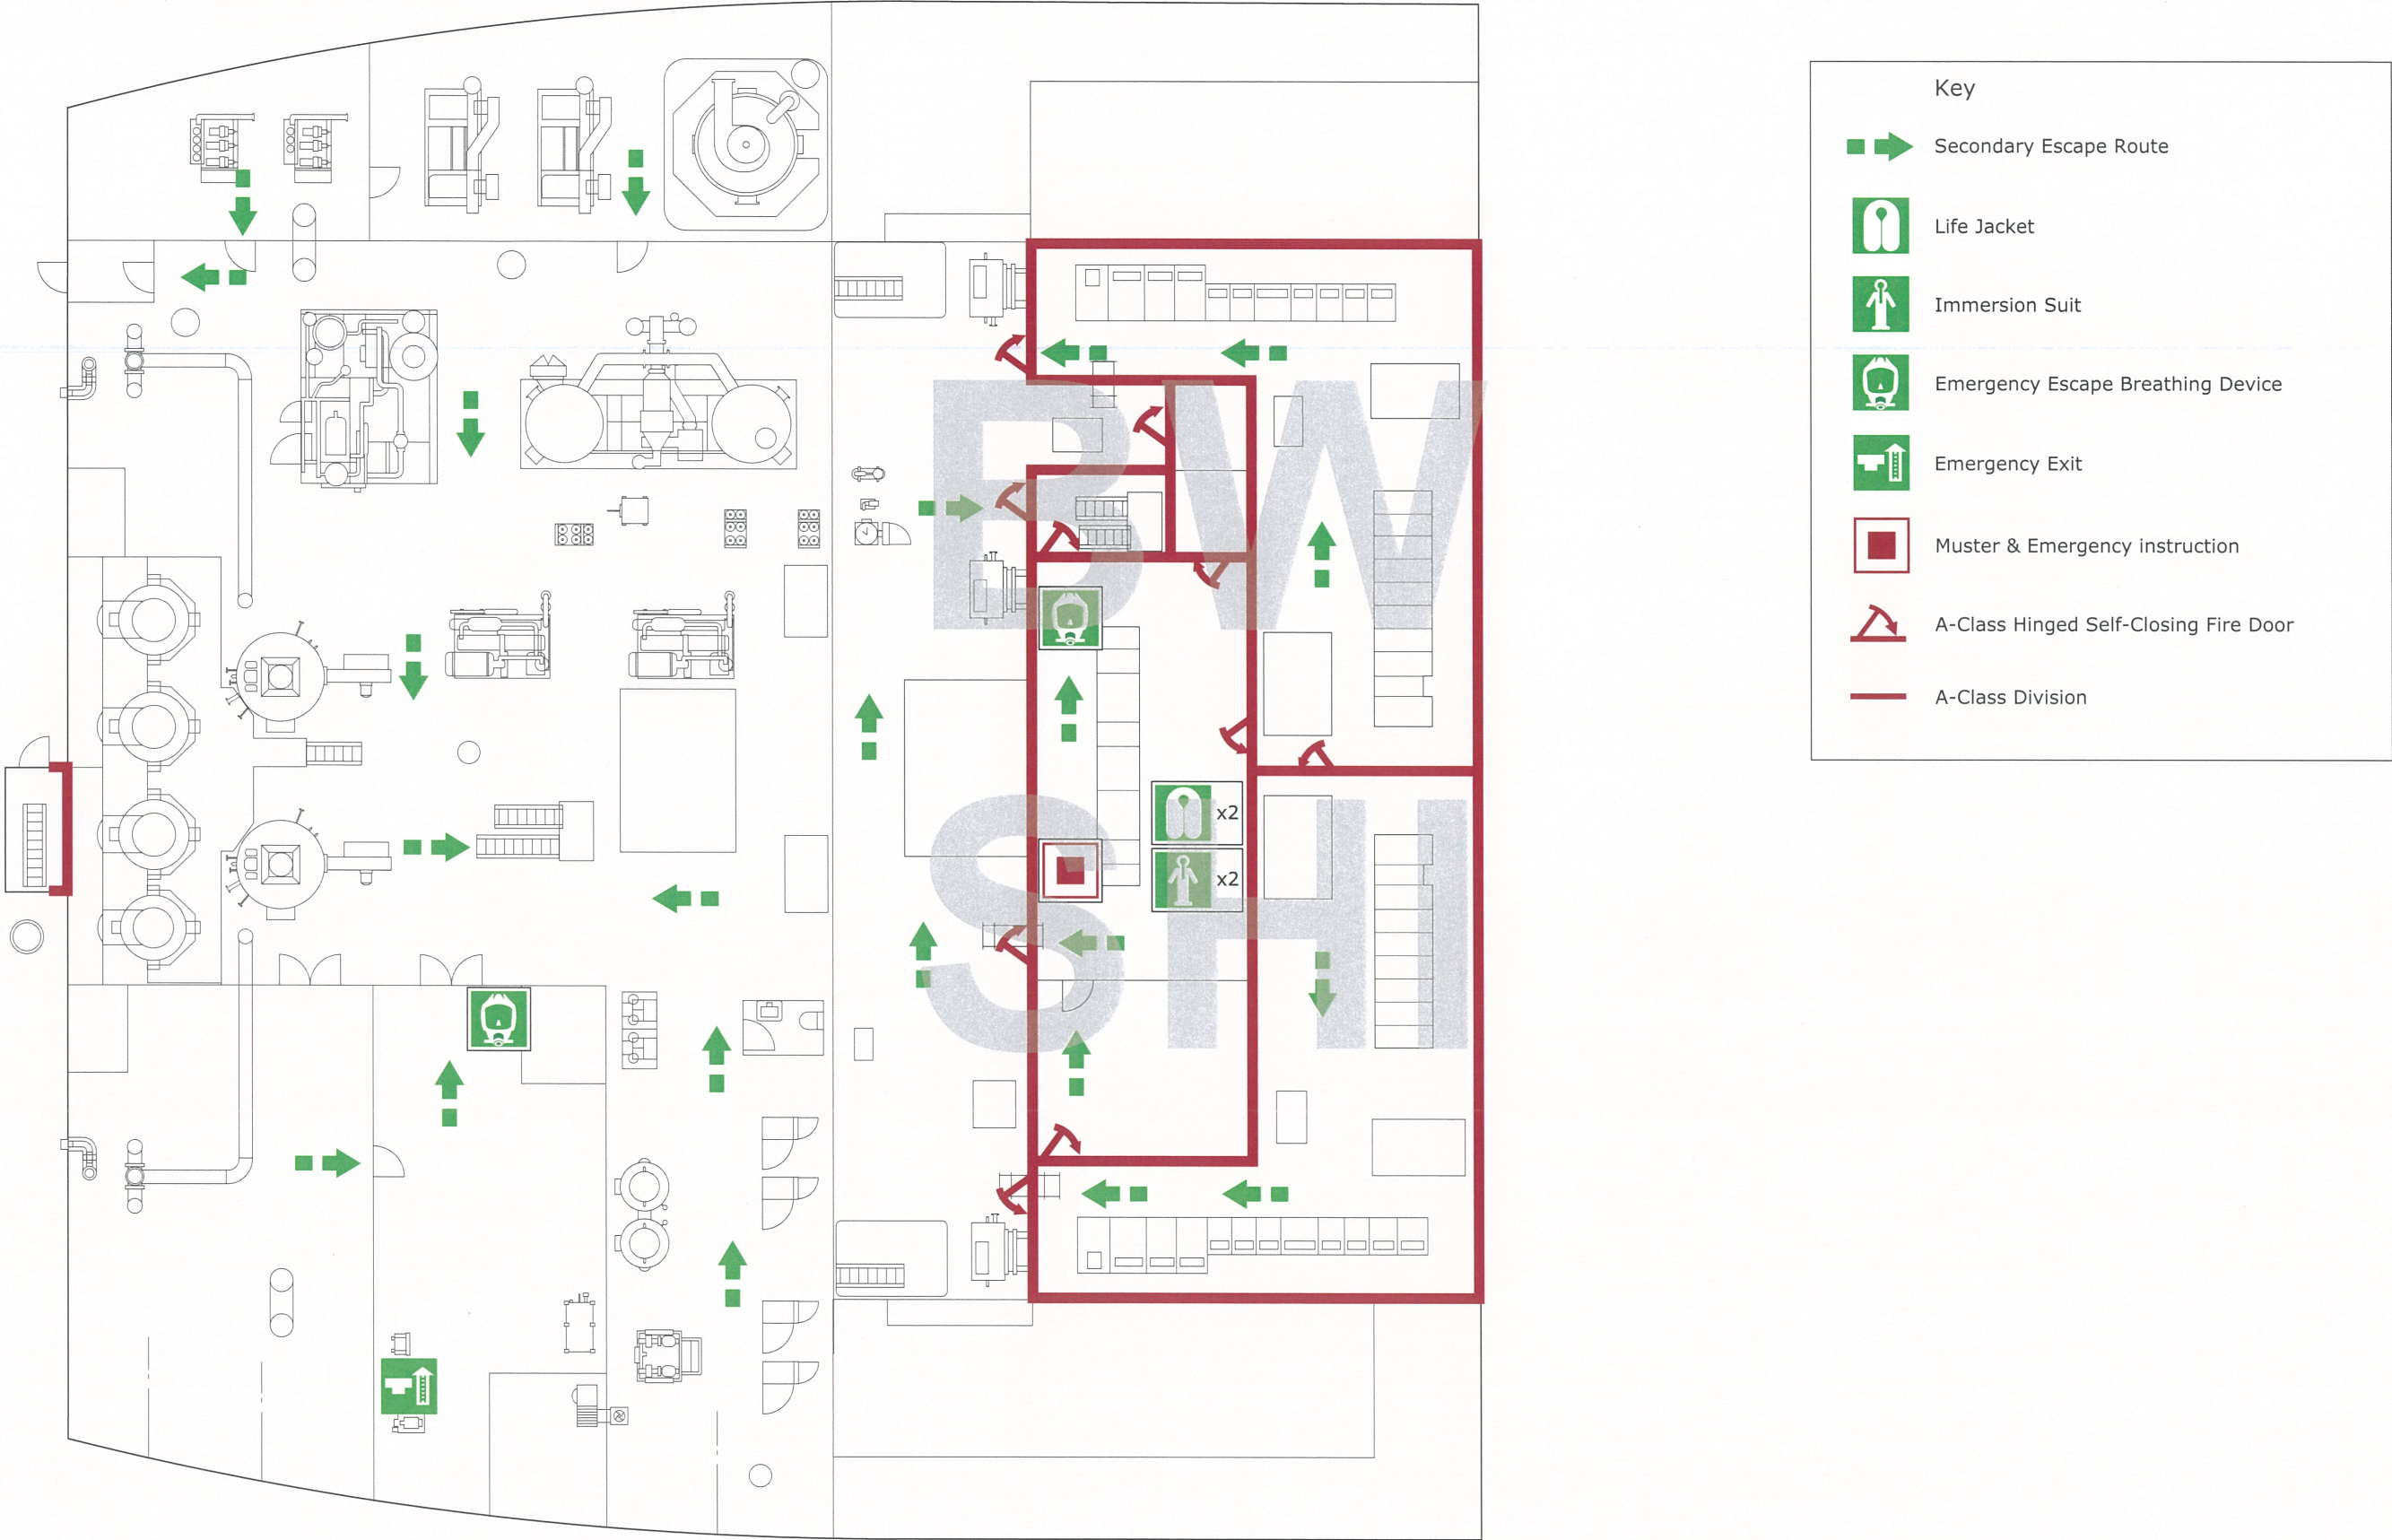 Key
Secondary Escape Route
Life Jacket
Immersion Suit
Emergency Escape Breathing Device
Emergency Exit
Muster & Emergency instruction
A-Class Hinged Self-Closing Fire Door
A-Class Division
BW
x2
x2
SHI